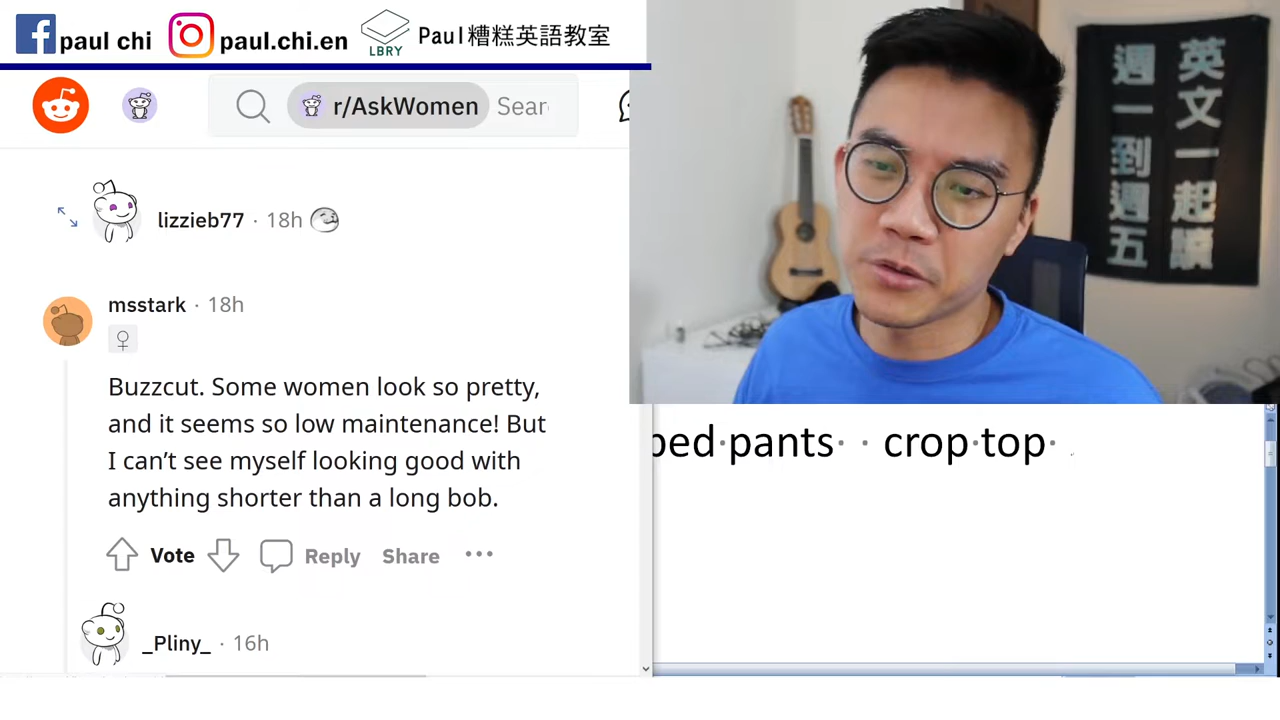 paul chi
paul.chi.en
LBRY
Paul糟糕英語教室
r/AskWomen
Sear
lizzieb77 · 18h
msstark · 18h
♀
Buzzcut. Some women look so pretty,
and it seems so low maintenance! But
I can't see myself looking good with
anything shorter than a long bob.
Vote
Reply
Share
_Pliny_ · 16h
英文一起讀
週一到週五
ped·pants· · crop·top·